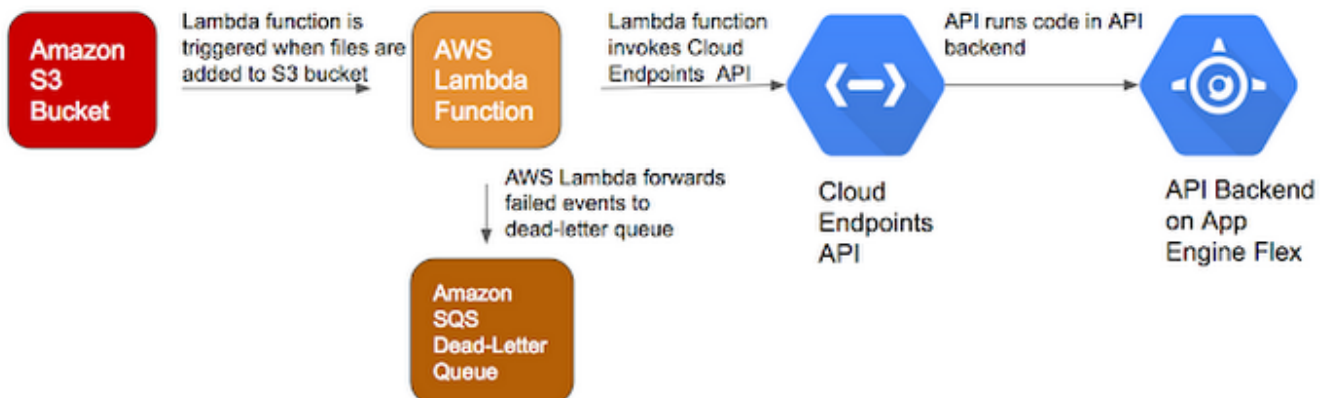 Amazon
S3
Bucket
Lambda function is
triggered when files are
added to S3 bucket
AWS
Lambda
Function
Lambda function
invokes Cloud
Endpoints API
API runs code in API
backend
AWS Lambda forwards
failed events to
dead-letter queue
Cloud
Endpoints
API
API Backend
on App
Engine Flex
Amazon
SQS
Dead-Letter
Queue